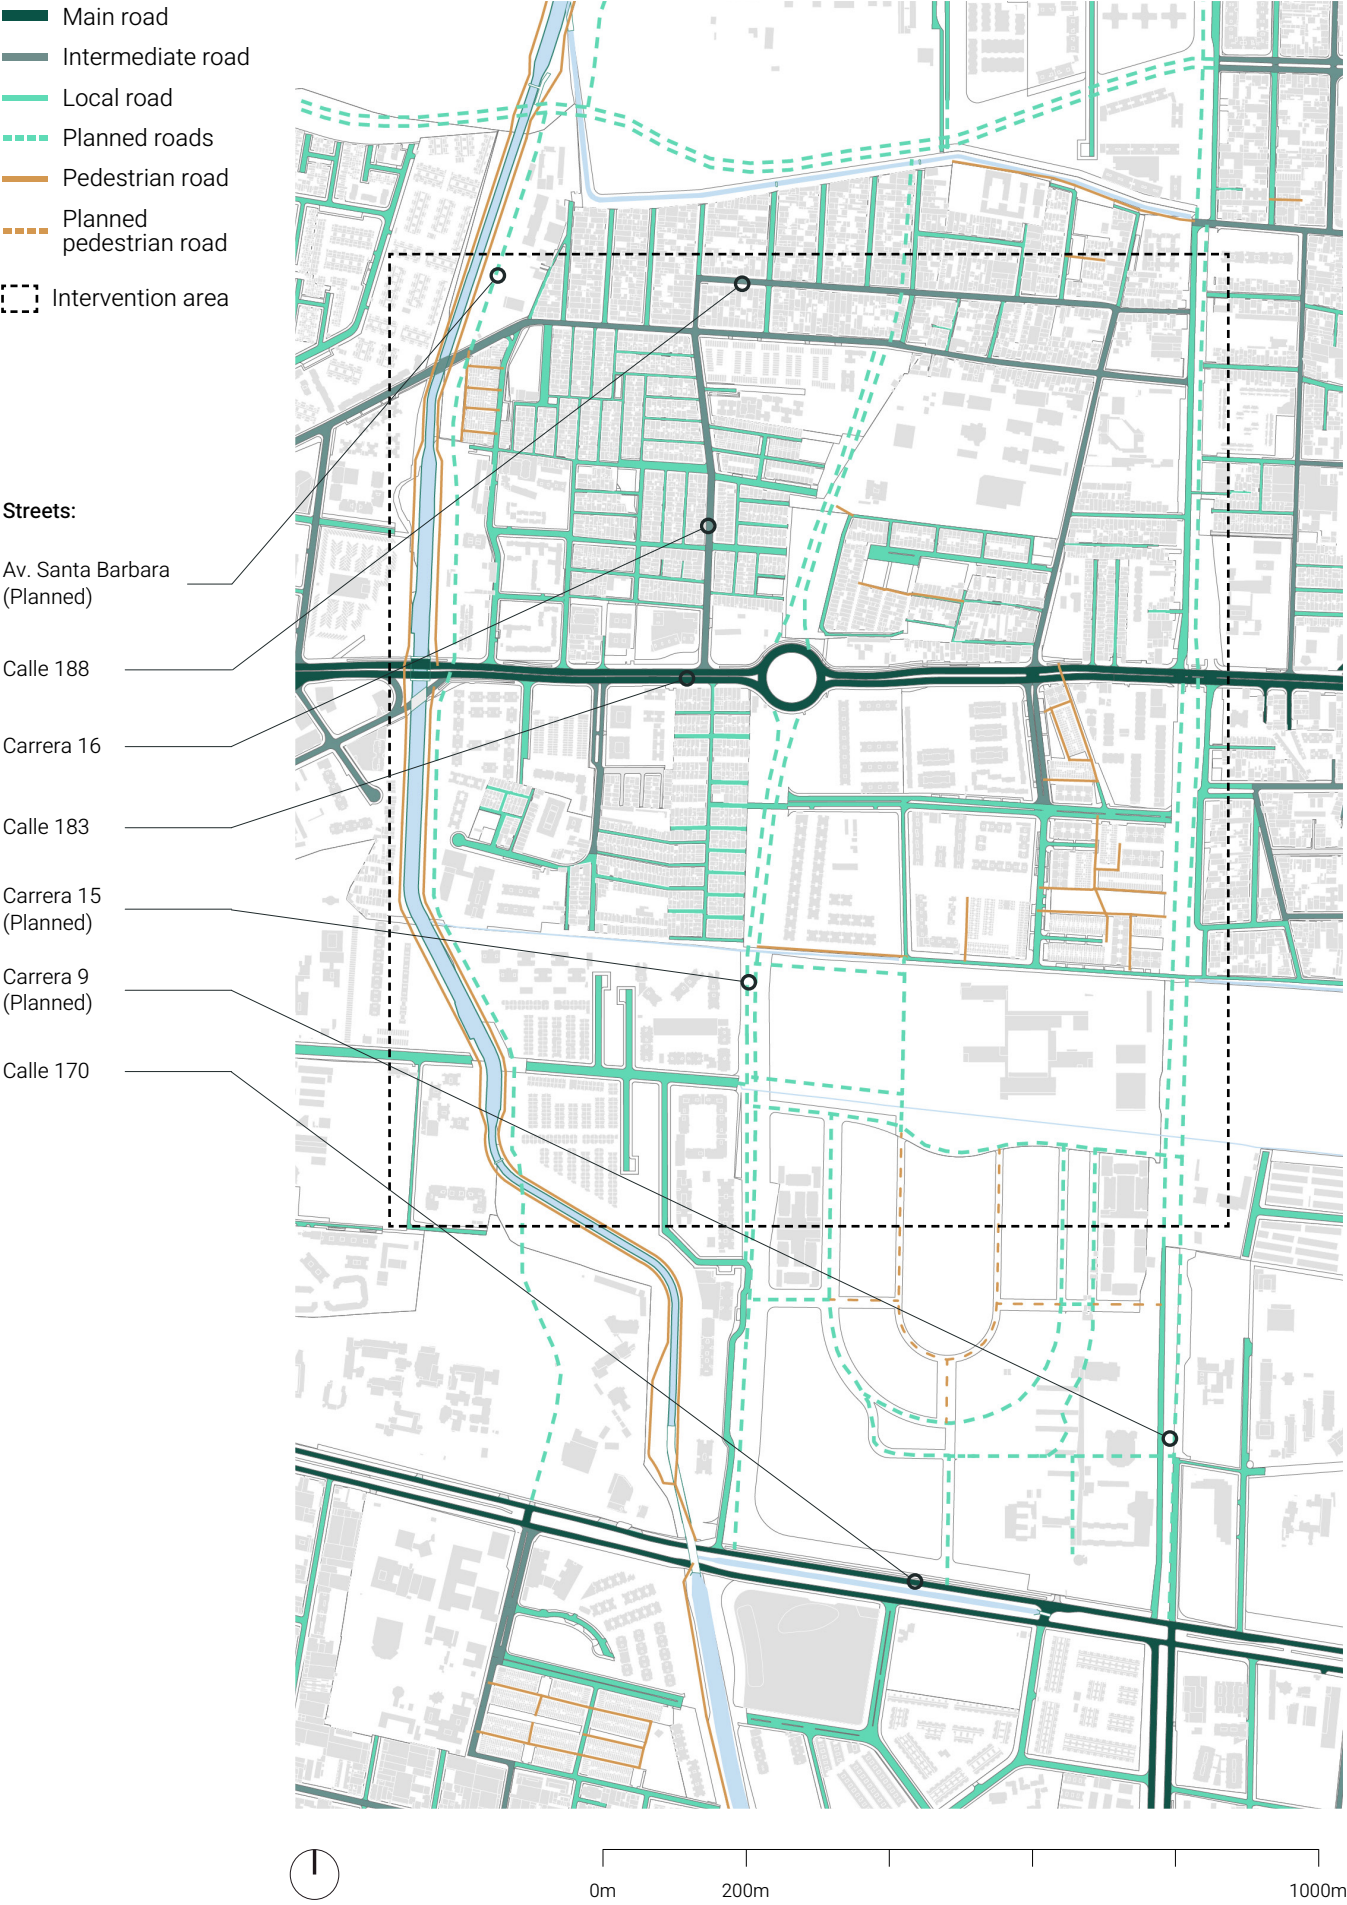 Main road
Intermediate road
Local road
Planned roads
Pedestrian road
Planned
pedestrian road
Intervention area
Streets:
Av. Santa Barbara
(Planned)
Calle 188
Carrera 16
Calle 183
Carrera 15
(Planned)
Carrera 9
(Planned)
Calle 170
0m
200m
1000m